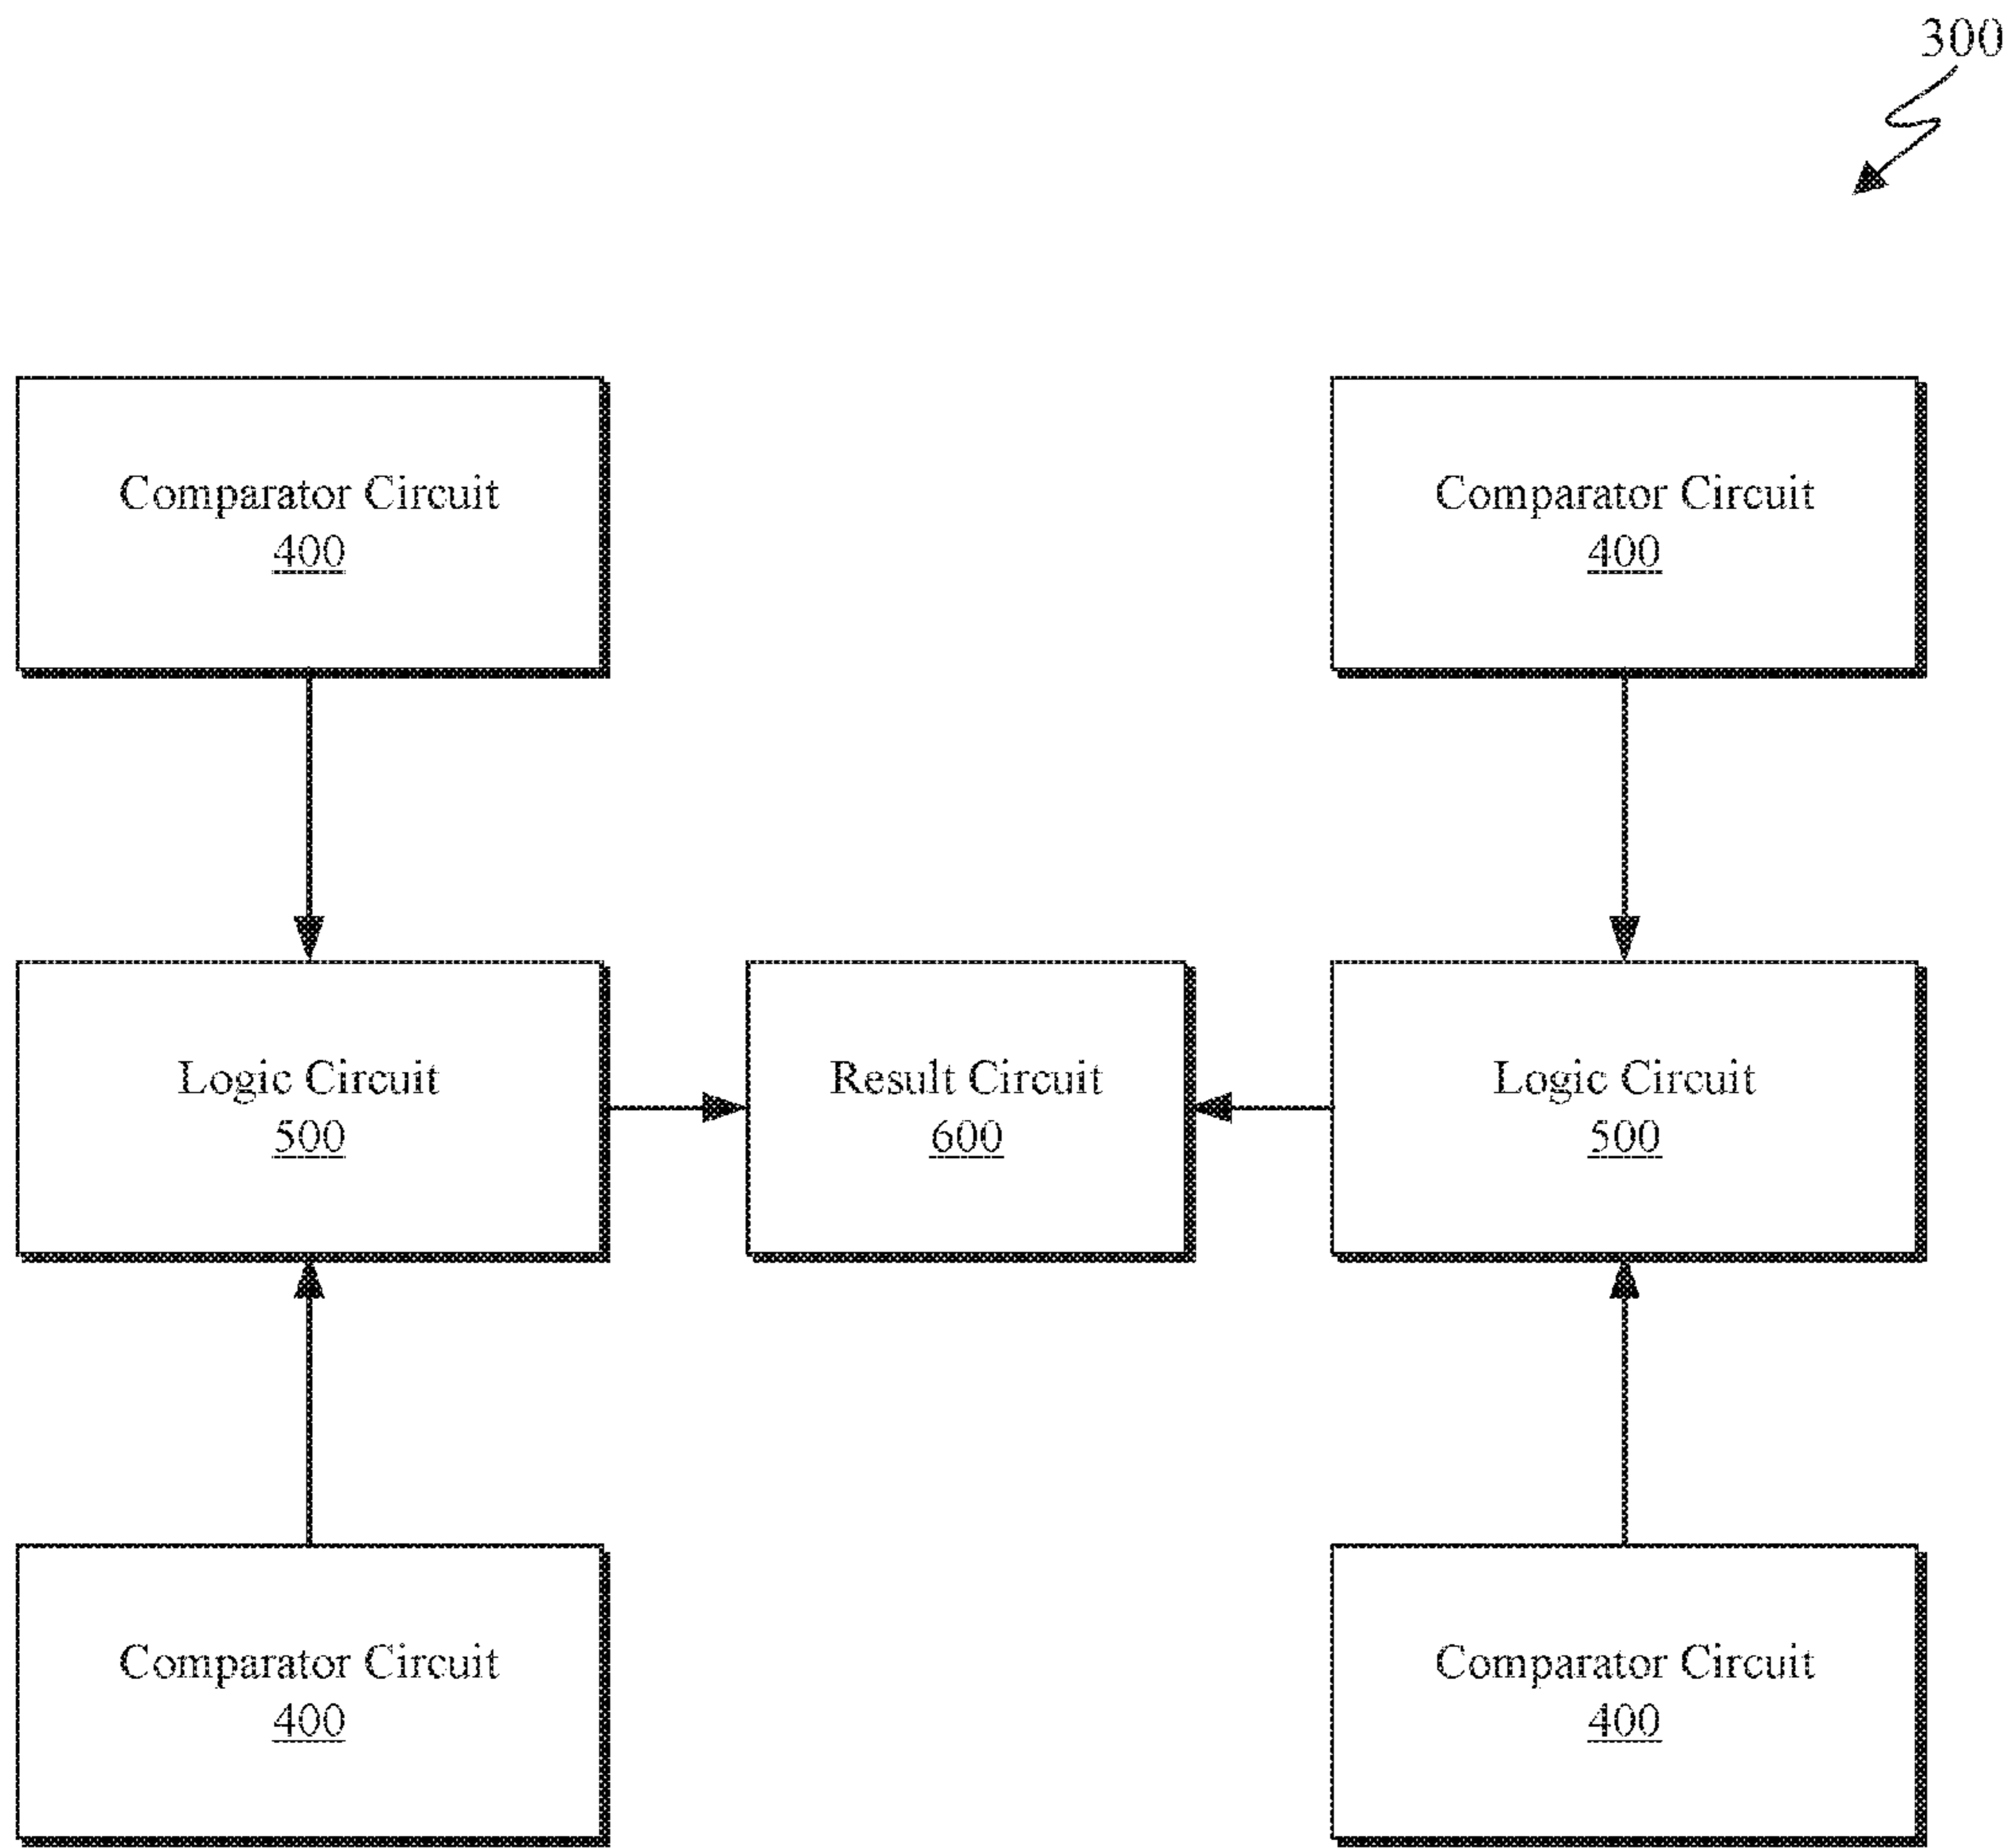 300
Comparator Circuit
400
Comparator Circuit
400
Logic Circuit
500
Result Circuit
600
Logic Circuit
500
Comparator Circuit
400
Comparator Circuit
400